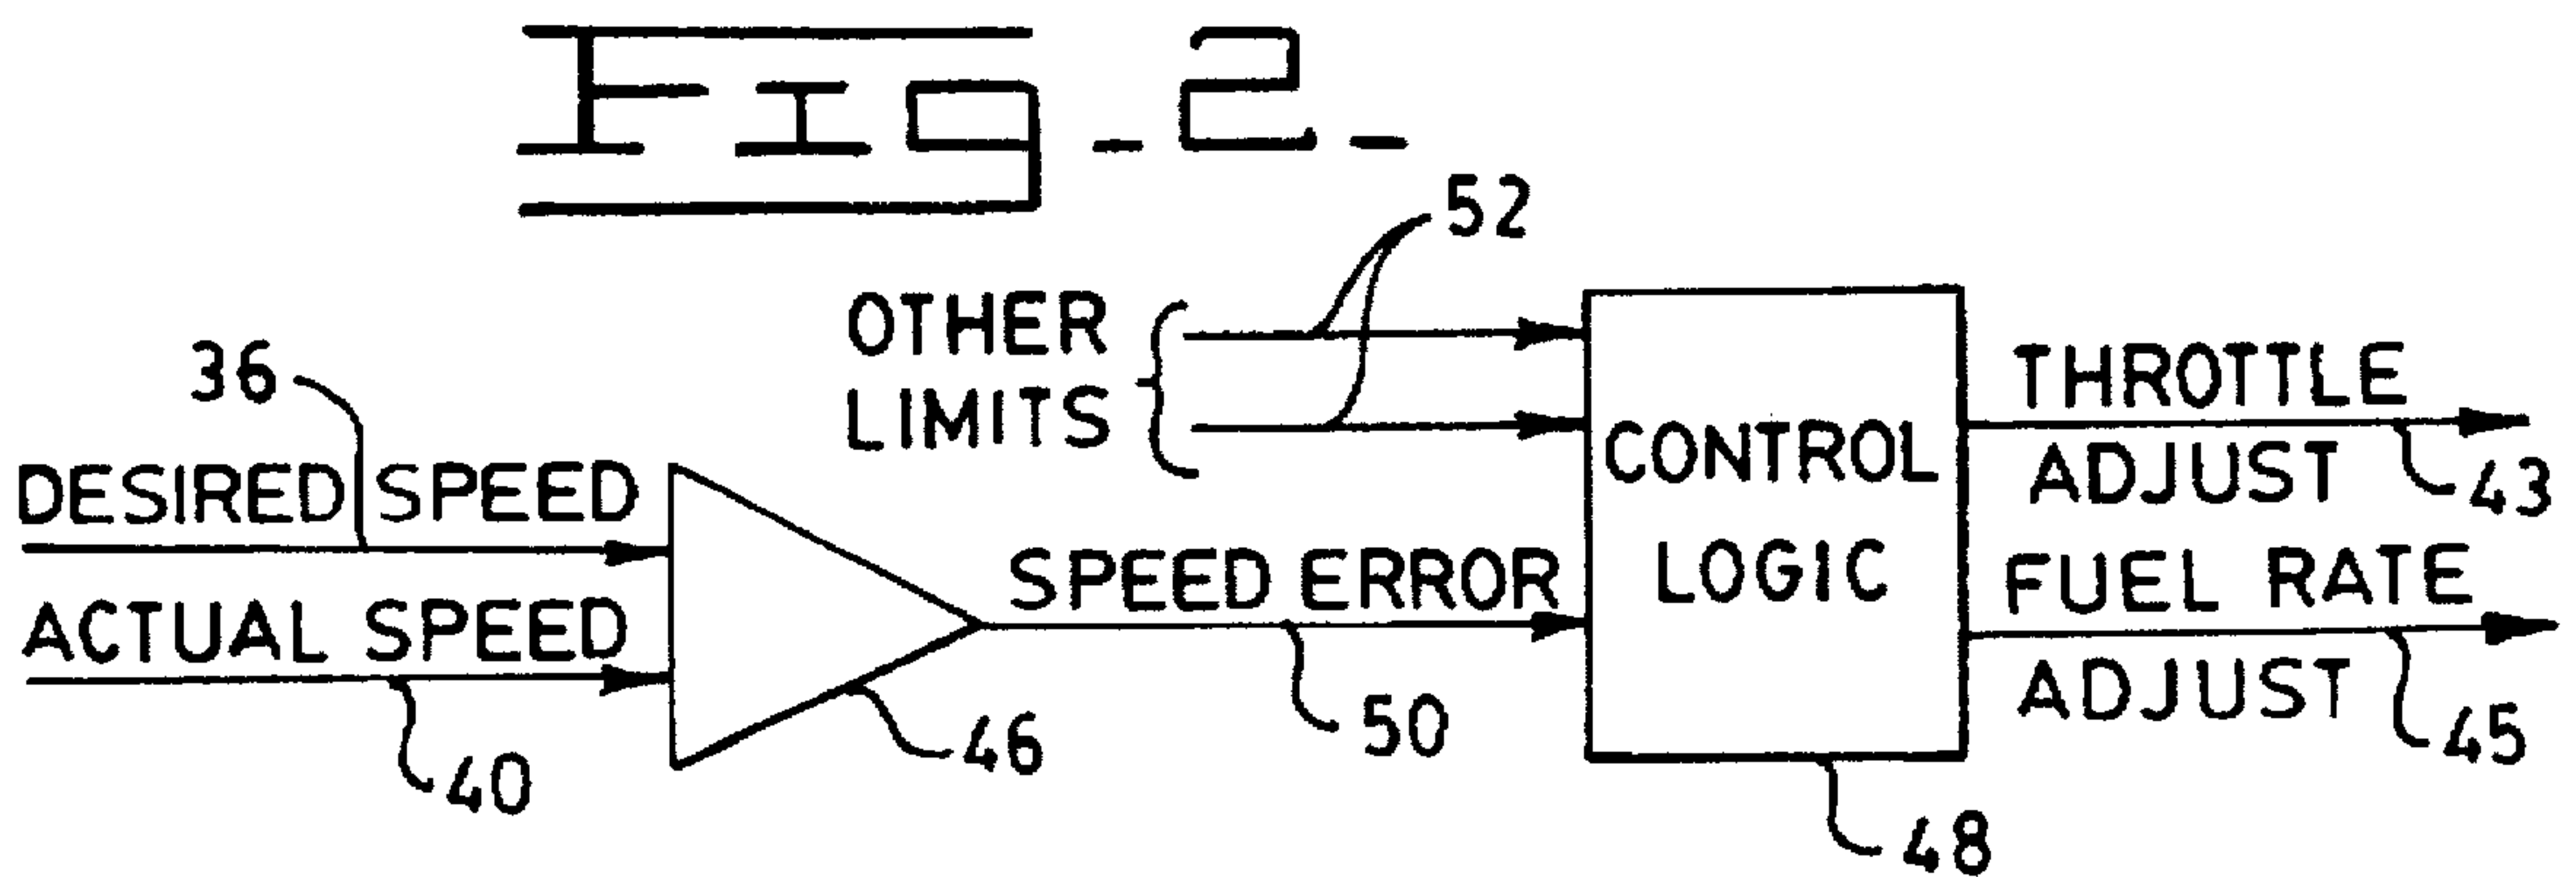 Fig-2-
52
OTHER
LIMITS
36
DESIRED SPEED
ACTUAL SPEED
40
46
SPEED ERROR
50
CONTROL
LOGIC
48
THROTTLE
ADJUST
43
FUEL RATE
ADJUST
45